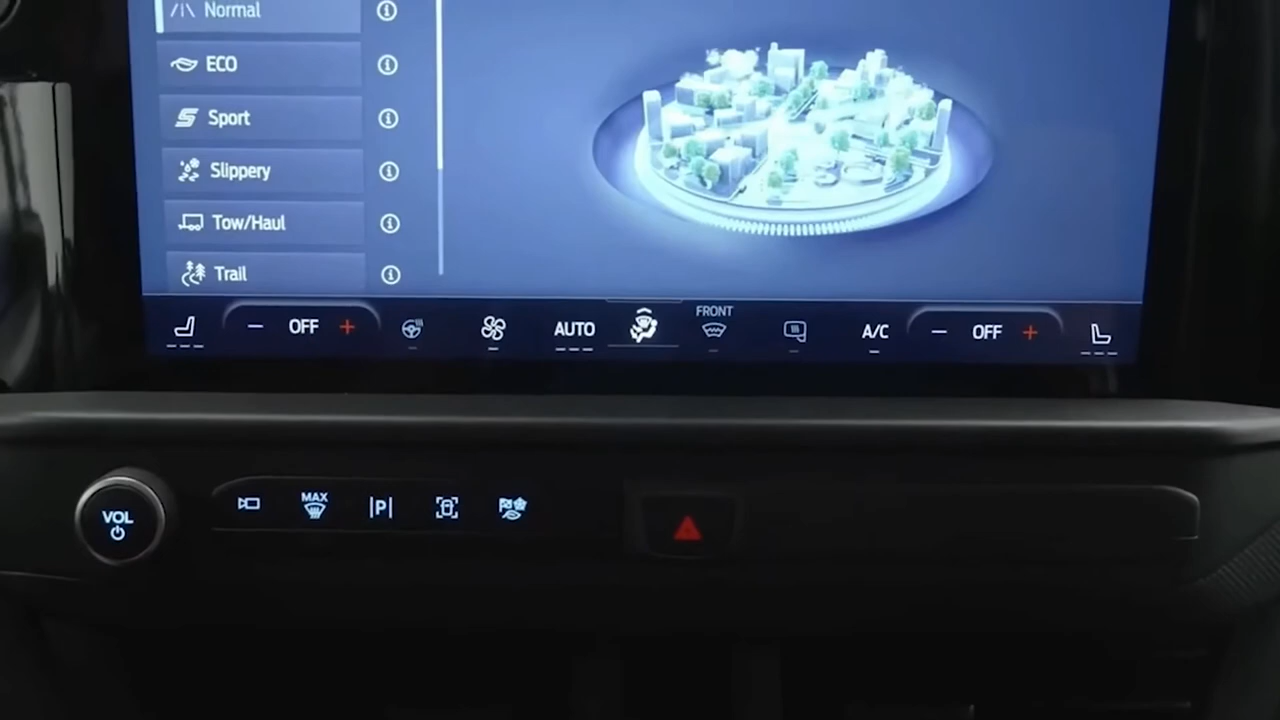 Normal
ECO
Sport
Slippery
Tow/Haul
Trail
FRONT
OFF AUTO A/C OFF
MAX
P
VOL